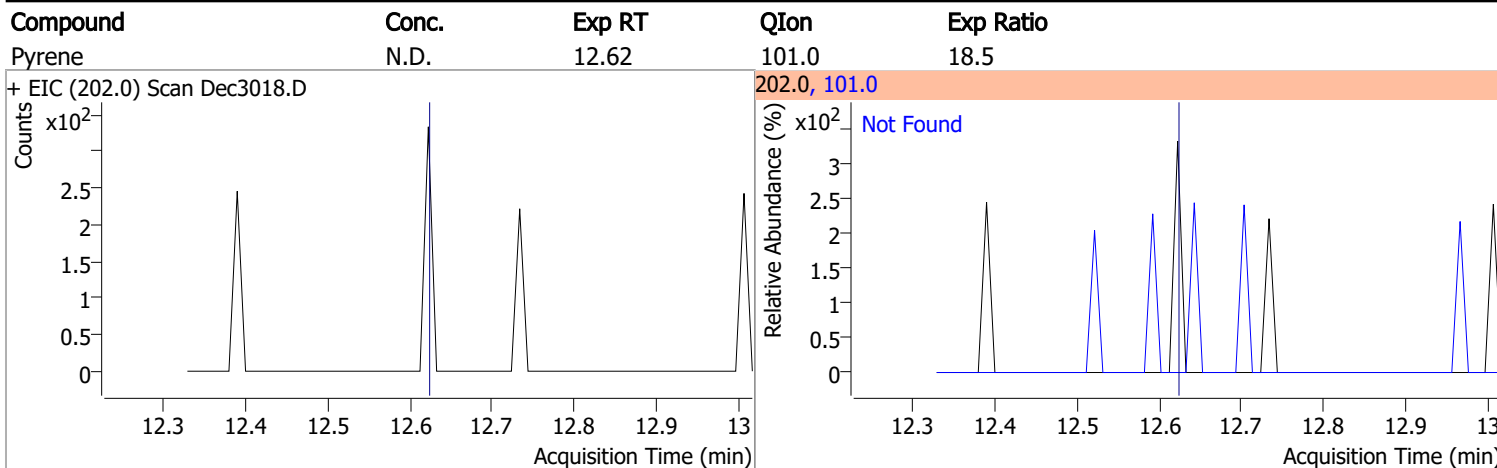 Compound Conc. Exp RT QIon Exp Ratio
Pyrene N.D. 12.62 101.0 18.5
+ EIC (202.0) Scan Dec3018.D
Counts
x10²
2.5
2
1.5
1
0.5
0
12.3 12.4 12.5 12.6 12.7 12.8 12.9 13
Acquisition Time (min)
202.0, 101.0
Relative Abundance (%)
x10²
Not Found
3
2.5
2
1.5
1
0.5
0
12.3 12.4 12.5 12.6 12.7 12.8 12.9 13
Acquisition Time (min)